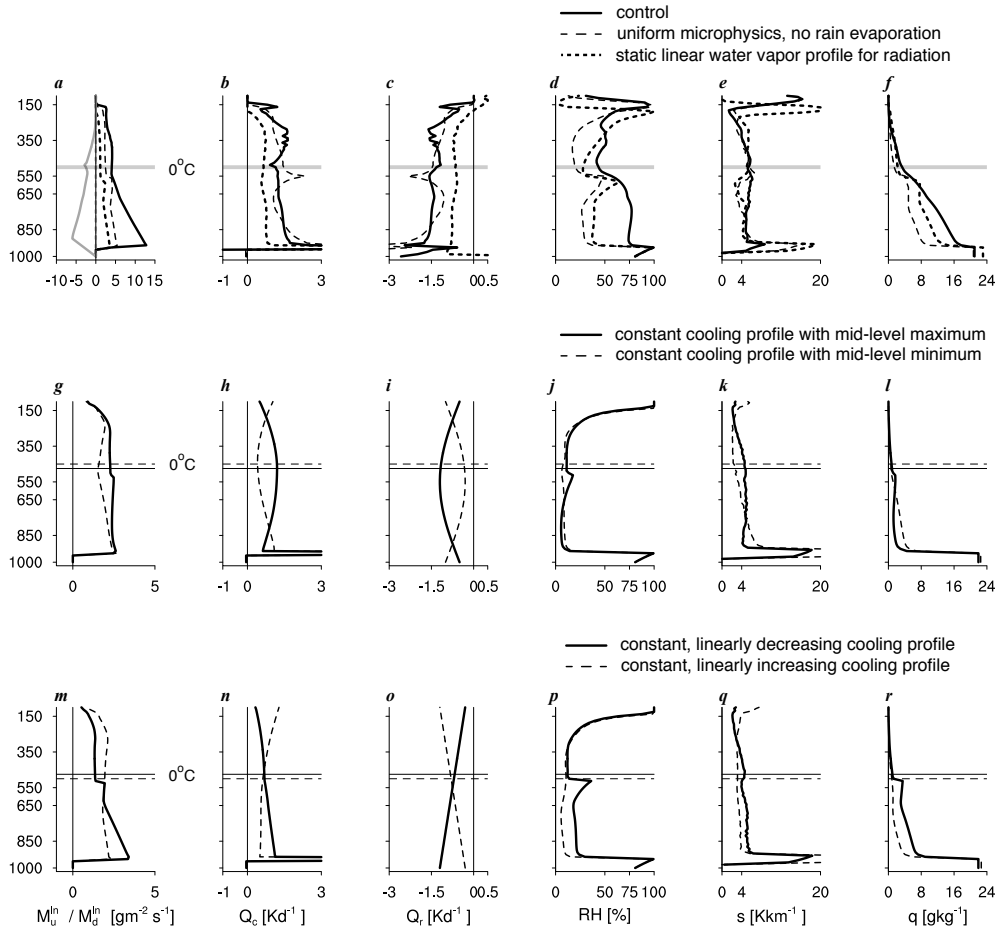 control
uniform microphysics, no rain evaporation
static linear water vapor profile for radiation
a b c d e f
150
350
550
650
850
1000
0°C
-10 -5 0 5 10 15
-1 0 3
-3 -1.5 0 0.5
0 50 75 100
0 4 20
0 8 16 24
constant cooling profile with mid-level maximum
constant cooling profile with mid-level minimum
g h i j k l
150
350
550
650
850
1000
0°C
0 5
-1 0 3
-3 -1.5 0 0.5
0 50 75 100
0 4 20
0 8 16 24
constant, linearly decreasing cooling profile
constant, linearly increasing cooling profile
m n o p q r
150
350
550
650
850
1000
0°C
0 5
-1 0 3
-3 -1.5 0 0.5
0 50 75 100
0 4 20
0 8 16 24
M_u^ln / M_d^ln [gm⁻² s⁻¹]
Q_c [Kd⁻¹]
Q_r [Kd⁻¹]
RH [%]
s [Kkm⁻¹]
q [gkg⁻¹]